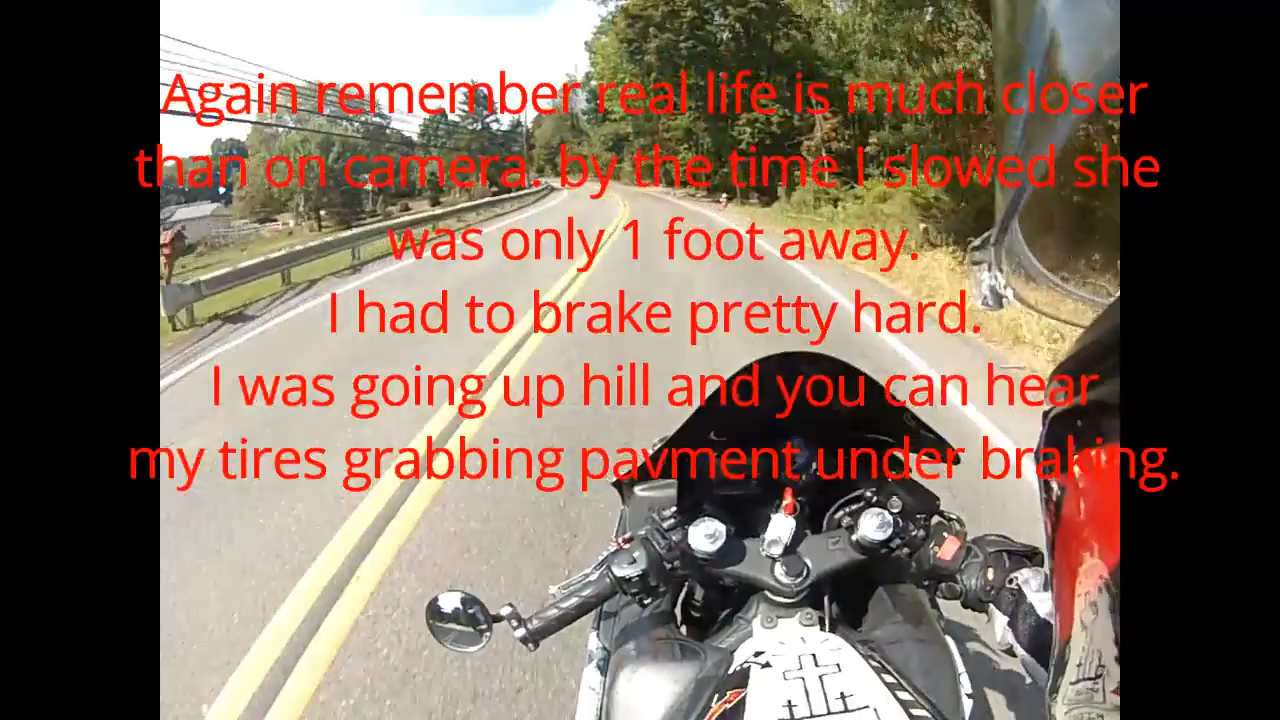 Again remember real life is much closer
than on camera. by the time I slowed she
was only 1 foot away.
I had to brake pretty hard.
I was going up hill and you can hear
my tires grabbing pavment under braking.